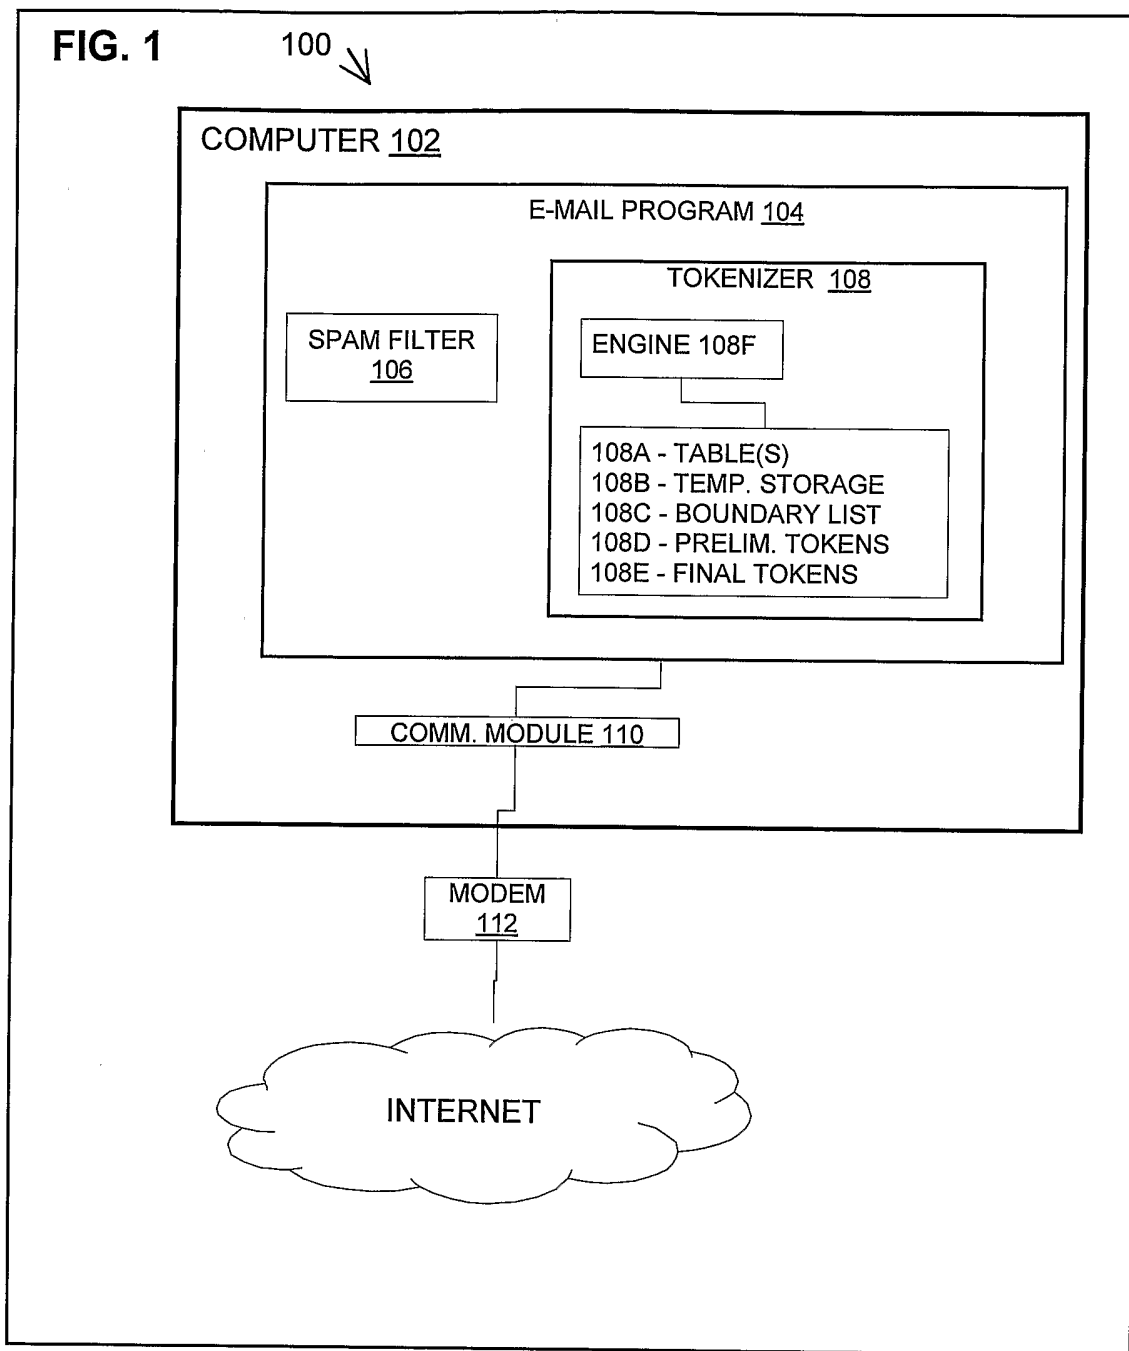 FIG. 1
100
COMPUTER 102
E-MAIL PROGRAM 104
TOKENIZER 108
SPAM FILTER
106
ENGINE 108F
108A - TABLE(S)
108B - TEMP. STORAGE
108C - BOUNDARY LIST
108D - PRELIM. TOKENS
108E - FINAL TOKENS
COMM. MODULE 110
MODEM
112
INTERNET